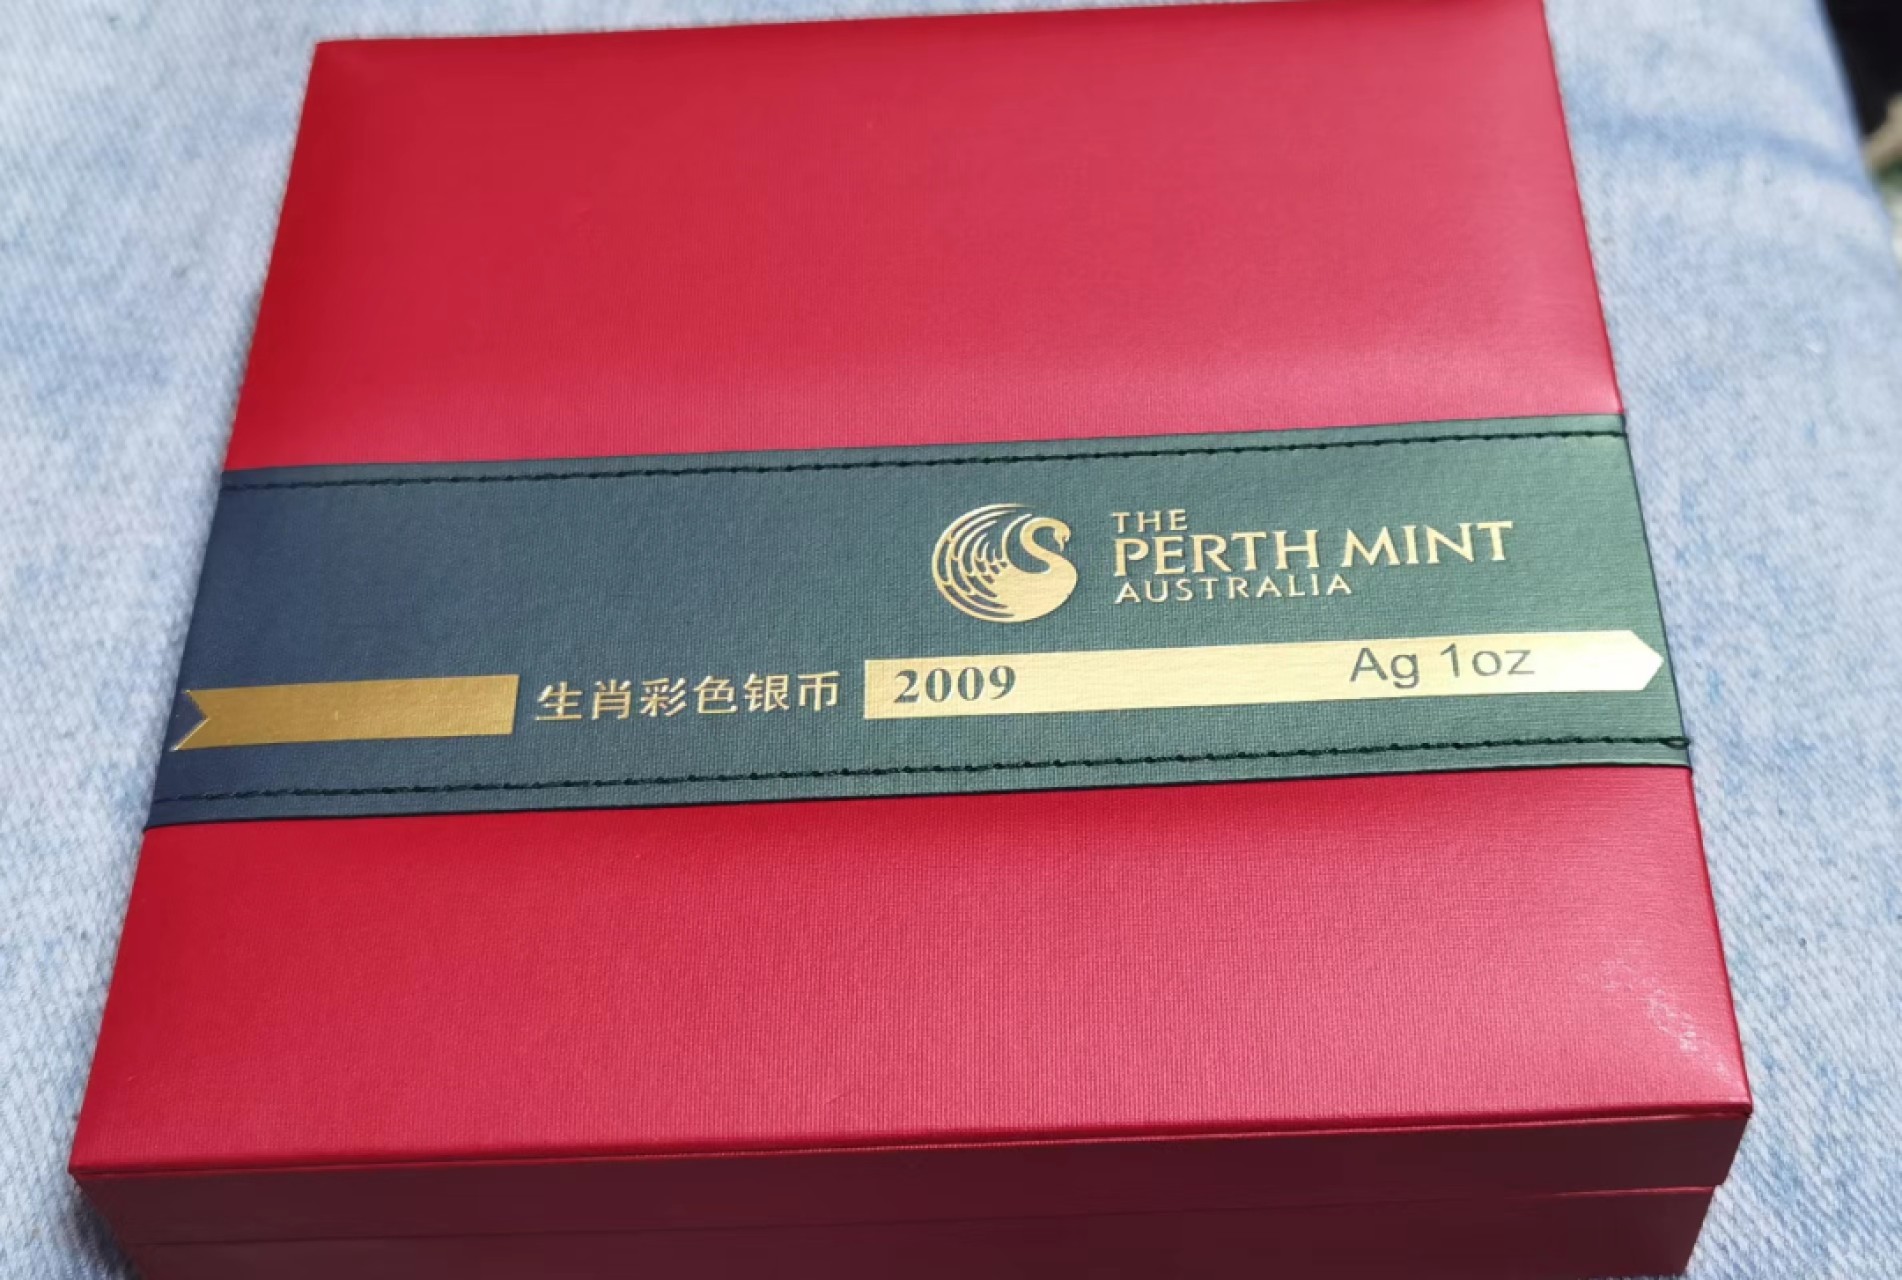 THE
PERTH MINT
AUSTRALIA
生肖彩色银币 2009 Ag 1oz